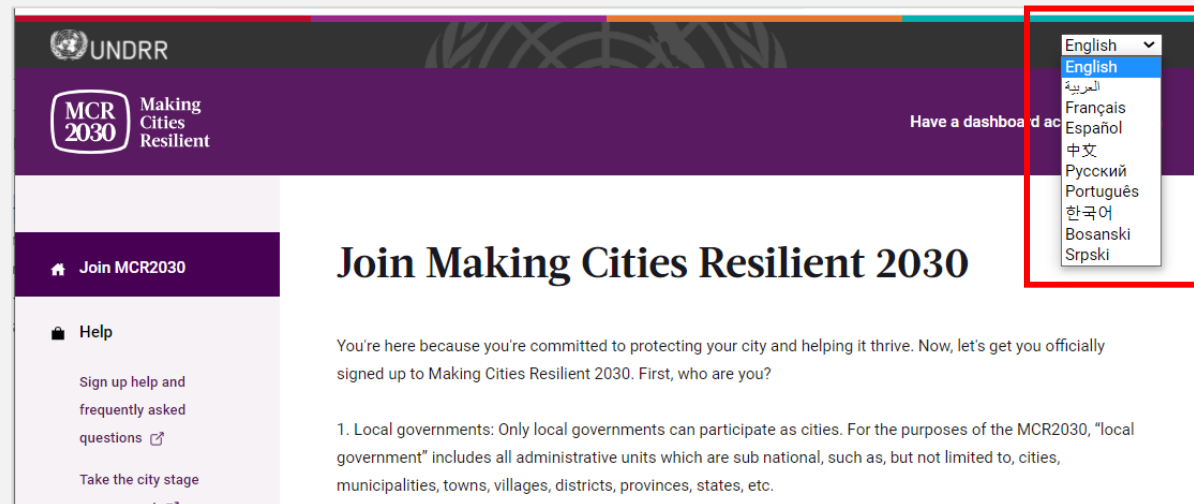 UNDRR
English
English
العربية
Français
Español
中文
Русский
Português
한국어
Bosanski
Srpski
MCR
2030
Making
Cities
Resilient
Have a dashboard
Join MCR2030
Help
Sign up help and
frequently asked
questions
Take the city stage
Join Making Cities Resilient 2030
You're here because you're committed to protecting your city and helping it thrive. Now, let's get you officially
signed up to Making Cities Resilient 2030. First, who are you?
1. Local governments: Only local governments can participate as cities. For the purposes of the MCR2030, “local
government” includes all administrative units which are sub national, such as, but not limited to, cities,
municipalities, towns, villages, districts, provinces, states, etc.